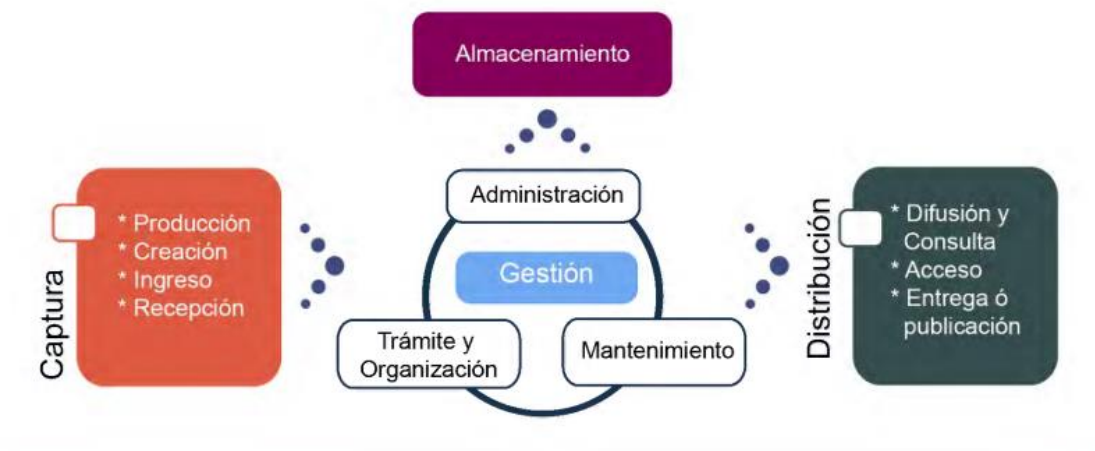 Almacenamiento
Captura
* Producción
* Creación
* Ingreso
* Recepción
Administración
Gestión
Trámite y
Organización
Mantenimiento
Distribución
* Difusión y
Consulta
* Acceso
* Entrega ó
publicación